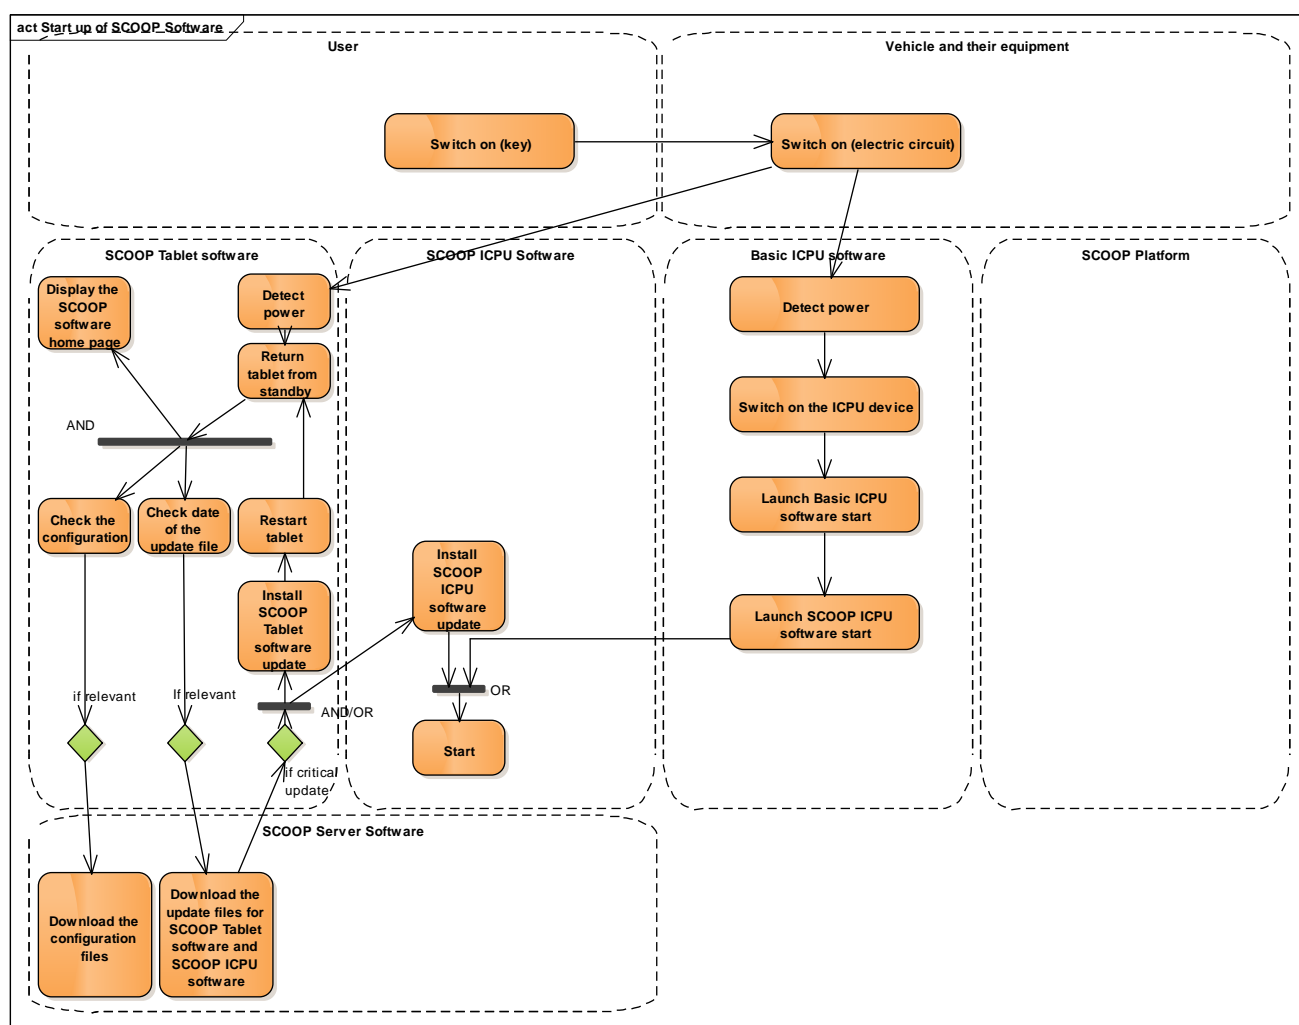 act Start up of SCOOP Software
User
Vehicle and their equipment
Switch on (key)
Switch on (electric circuit)
SCOOP Tablet software
SCOOP ICPU Software
Basic ICPU software
SCOOP Platform
Display the
SCOOP
software
home page
Detect
power
Detect power
Return
tablet from
standby
Switch on the ICPU device
AND
Check the
configuration
Check date
of the
update file
Restart
tablet
Launch Basic ICPU
software start
Install
SCOOP
ICPU
software
update
Install
SCOOP
Tablet
software
update
Launch SCOOP ICPU
software start
if relevant
If relevant
AND/OR
OR
Start
if critical
update
SCOOP Server Software
Download the
configuration
files
Download the
update files for
SCOOP Tablet
software and
SCOOP ICPU
software